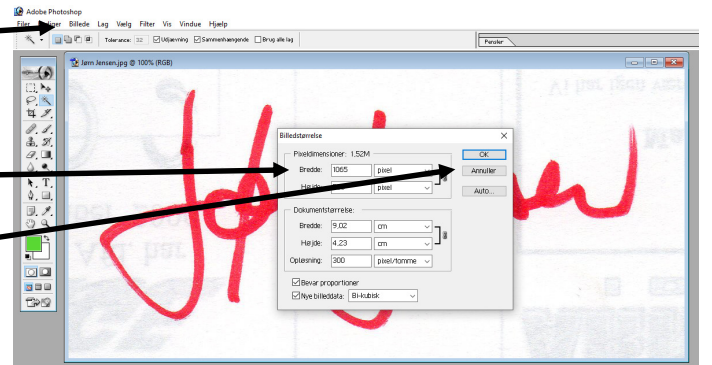 Adobe Photoshop
Filer Rediger Billede Lag Vælg Filter Vis Vindue Hjælp
Tolerance: 32 Udjævning Sammenhængende Brug alle lag
Pensler
Jørn Jensen.jpg @ 100% (RGB)
Billedstørrelse
Pixeldimensioner: 1.52M
Bredde: 1065 pixel
Højde: pixel
OK
Annuller
Auto...
Dokumentstørrelse:
Bredde: 9,02 cm
Højde: 4,23 cm
Opløsning: 300 pixel/tomme
Bevar proportioner
Nye billeddata: Bi-kubisk